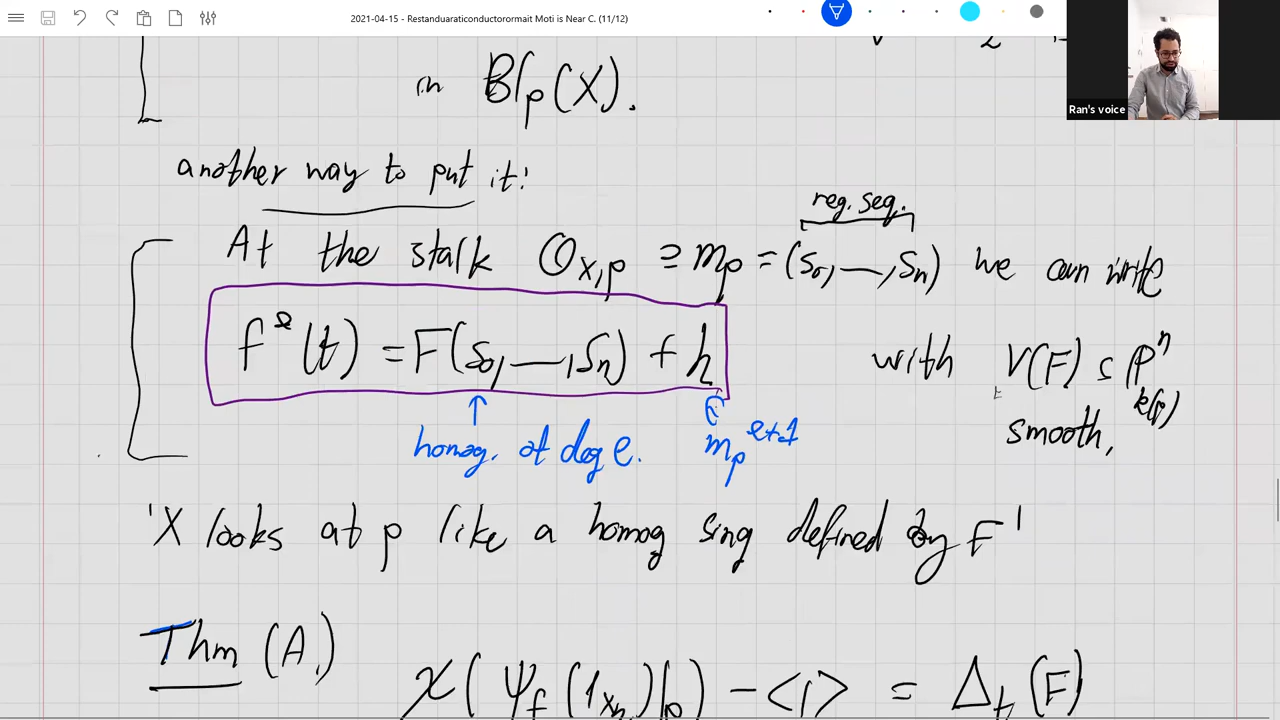 2021-04-15 - Restanduaraticonductorormait Moti is Near C. (11/12)
Ran's voice
in Bl_p(X).
another way to put it:
reg. seq.
At the stalk O_{X,p} ⊇ m_p = (s_0, —, s_n) we can write
f^*(t) = F(s_0, —, s_n) + h with V(F) ⊂ P^n_{k(p)}
smooth,
homog. of deg e. m_p^{e+1}
'X looks at p like a homog sing defined by F'
Thm (A.)
χ(ψ_f(1_{X_η})|_p) - <1> = Δ_t(F)